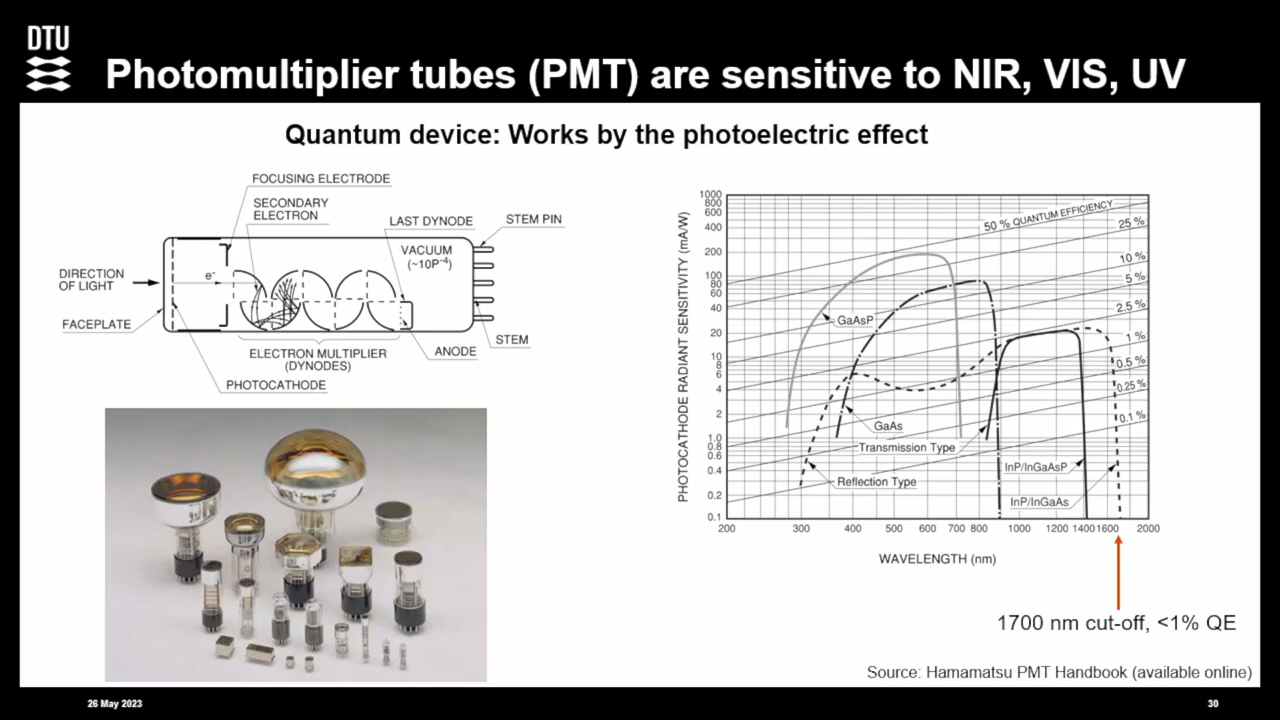 DTU
Photomultiplier tubes (PMT) are sensitive to NIR, VIS, UV
Quantum device: Works by the photoelectric effect
FOCUSING ELECTRODE
SECONDARY
ELECTRON
LAST DYNODE
STEM PIN
VACUUM
(~10P⁻⁴)
DIRECTION
OF LIGHT
e⁻
FACEPLATE
STEM
ELECTRON MULTIPLIER
(DYNODES)
ANODE
PHOTOCATHODE
PHOTOCATHODE RADIANT SENSITIVITY (mA/W)
1000
800
600
400
200
100
80
60
40
20
10
8
6
4
2
1.0
0.8
0.6
0.4
0.2
0.1
50 % QUANTUM EFFICIENCY
25 %
10 %
5 %
2.5 %
1 %
0.5 %
0.25 %
0.1 %
GaAsP
GaAs
Transmission Type
Reflection Type
InP/InGaAsP
InP/InGaAs
200 300 400 500 600 700 800 1000 1200 1400 1600 2000
WAVELENGTH (nm)
1700 nm cut-off, <1% QE
Source: Hamamatsu PMT Handbook (available online)
26 May 2023
30